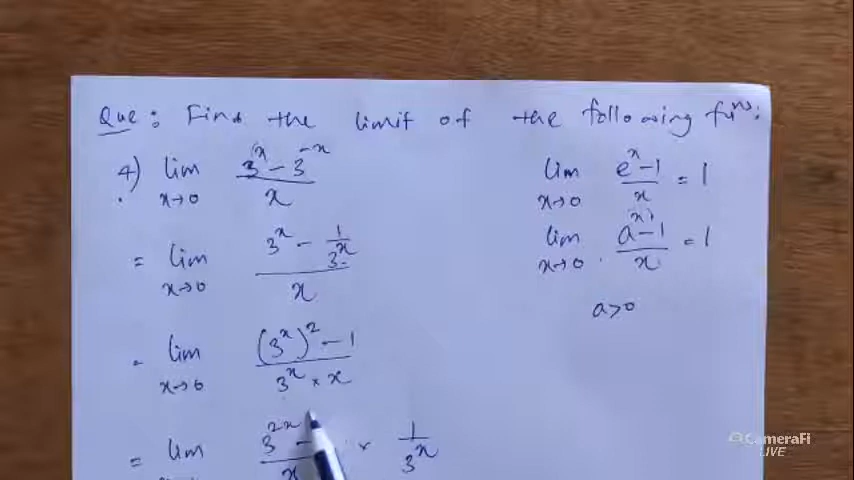 Que : Find the limit of the following fuⁿ:
4) lim x→0 (3^x - 3^-x)/x
= lim x→0 (3^x - 1/3^x)/x
= lim x→0 ((3^x)^2 - 1)/(3^x × x)
= lim x→0 3^2x - /x × 1/3^x
lim x→0 (e^x - 1)/x = 1
lim x→0 (a^x - 1)/x = 1
a>0
CameraFi
LIVE